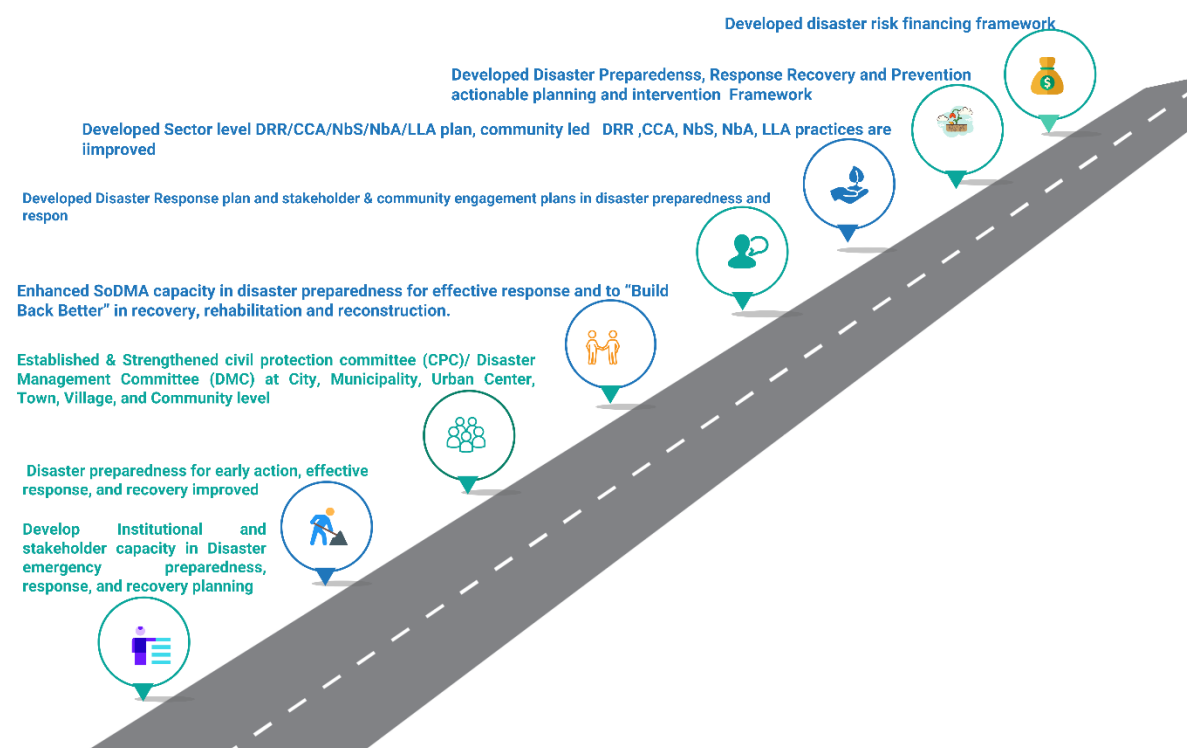 Developed disaster risk financing framework
Developed Disaster Preparedenss, Response Recovery and Prevention
actionable planning and intervention Framework
Developed Sector level DRR/CCA/NbS/NbA/LLA plan, community led DRR ,CCA, NbS, NbA, LLA practices are
iimproved
Developed Disaster Response plan and stakeholder & community engagement plans in disaster preparedness and
respon
Enhanced SoDMA capacity in disaster preparedness for effective response and to “Build
Back Better” in recovery, rehabilitation and reconstruction.
Established & Strengthened civil protection committee (CPC)/ Disaster
Management Committee (DMC) at City, Municipality, Urban Center,
Town, Village, and Community level
Disaster preparedness for early action, effective
response, and recovery improved
Develop Institutional and
stakeholder capacity in Disaster
emergency preparedness,
response, and recovery planning